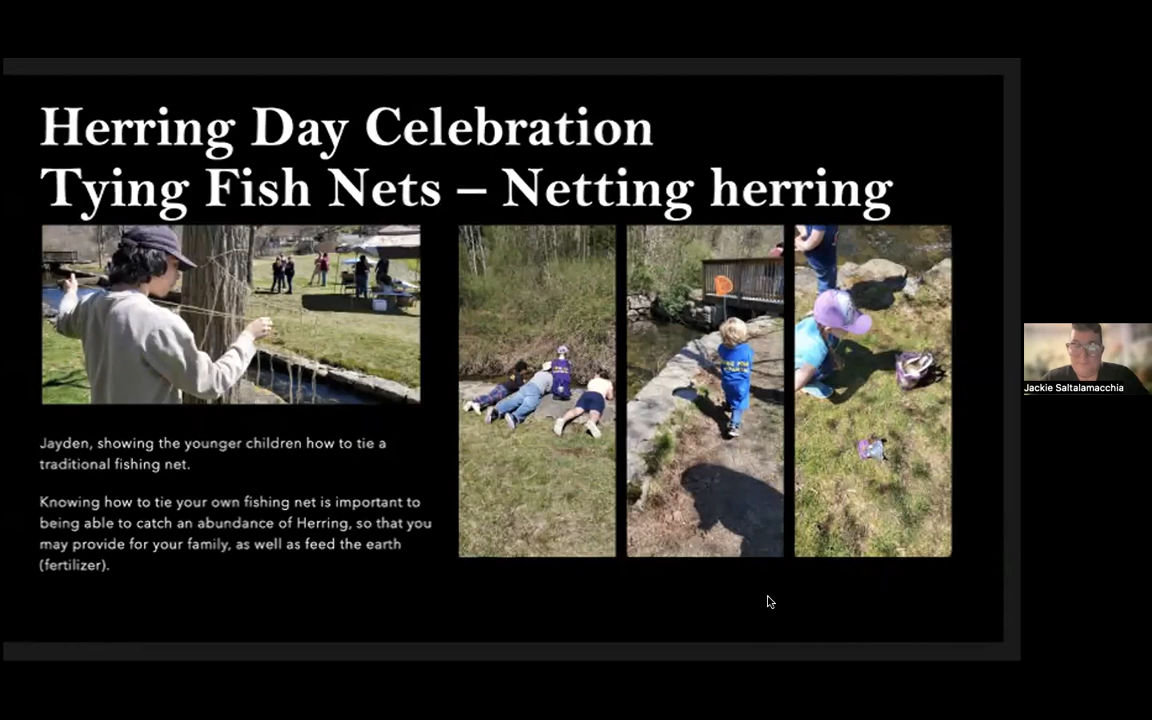 Herring Day Celebration
Tying Fish Nets – Netting herring
Jayden, showing the younger children how to tie a
traditional fishing net.
Knowing how to tie your own fishing net is important to
being able to catch an abundance of Herring, so that you
may provide for your family, as well as feed the earth
(fertilizer).
Jackie Saltalamacchia